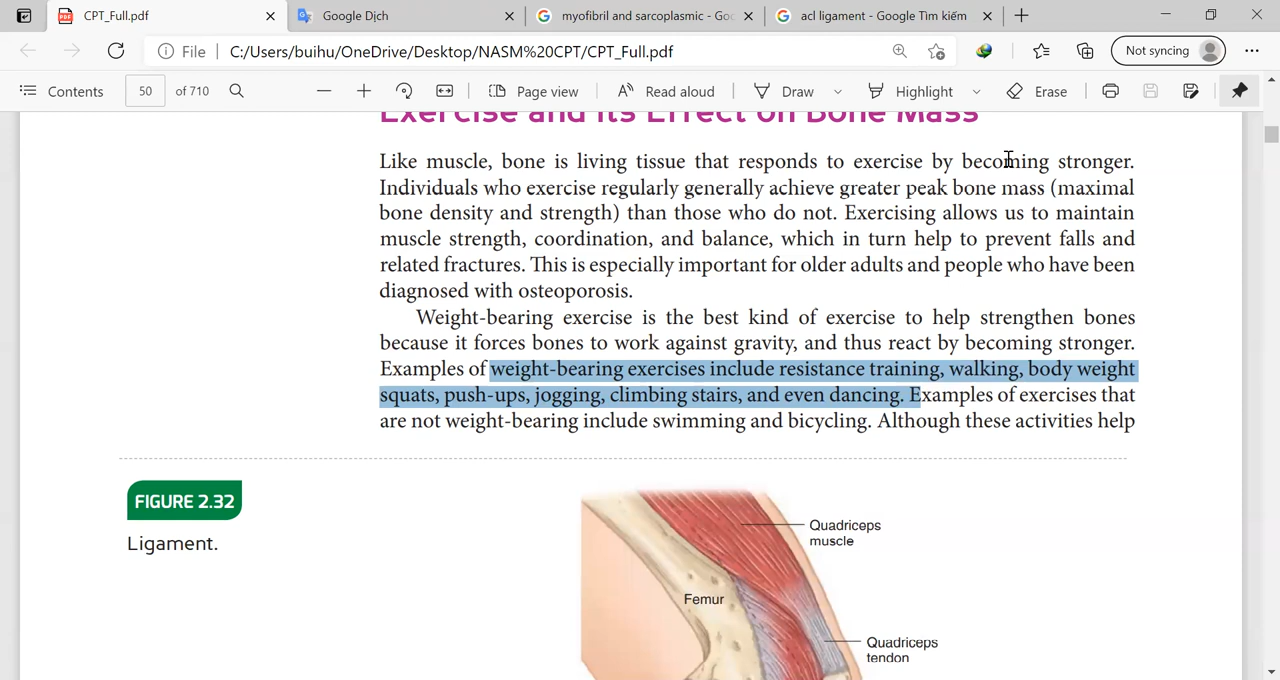 CPT_Full.pdf
Google Dịch
myofibril and sarcoplasmic - Goo
acl ligament - Google Tìm kiếm
File
C:/Users/buihu/OneDrive/Desktop/NASM%20CPT/CPT_Full.pdf
Not syncing
Contents
50
of 710
Page view
Read aloud
Draw
Highlight
Erase
Exercise and Its Effect on Bone Mass
Like muscle, bone is living tissue that responds to exercise by becoming stronger.
Individuals who exercise regularly generally achieve greater peak bone mass (maximal
bone density and strength) than those who do not. Exercising allows us to maintain
muscle strength, coordination, and balance, which in turn help to prevent falls and
related fractures. This is especially important for older adults and people who have been
diagnosed with osteoporosis.
Weight-bearing exercise is the best kind of exercise to help strengthen bones
because it forces bones to work against gravity, and thus react by becoming stronger.
Examples of weight-bearing exercises include resistance training, walking, body weight
squats, push-ups, jogging, climbing stairs, and even dancing. Examples of exercises that
are not weight-bearing include swimming and bicycling. Although these activities help
FIGURE 2.32
Ligament.
Quadriceps
muscle
Femur
Quadriceps
tendon